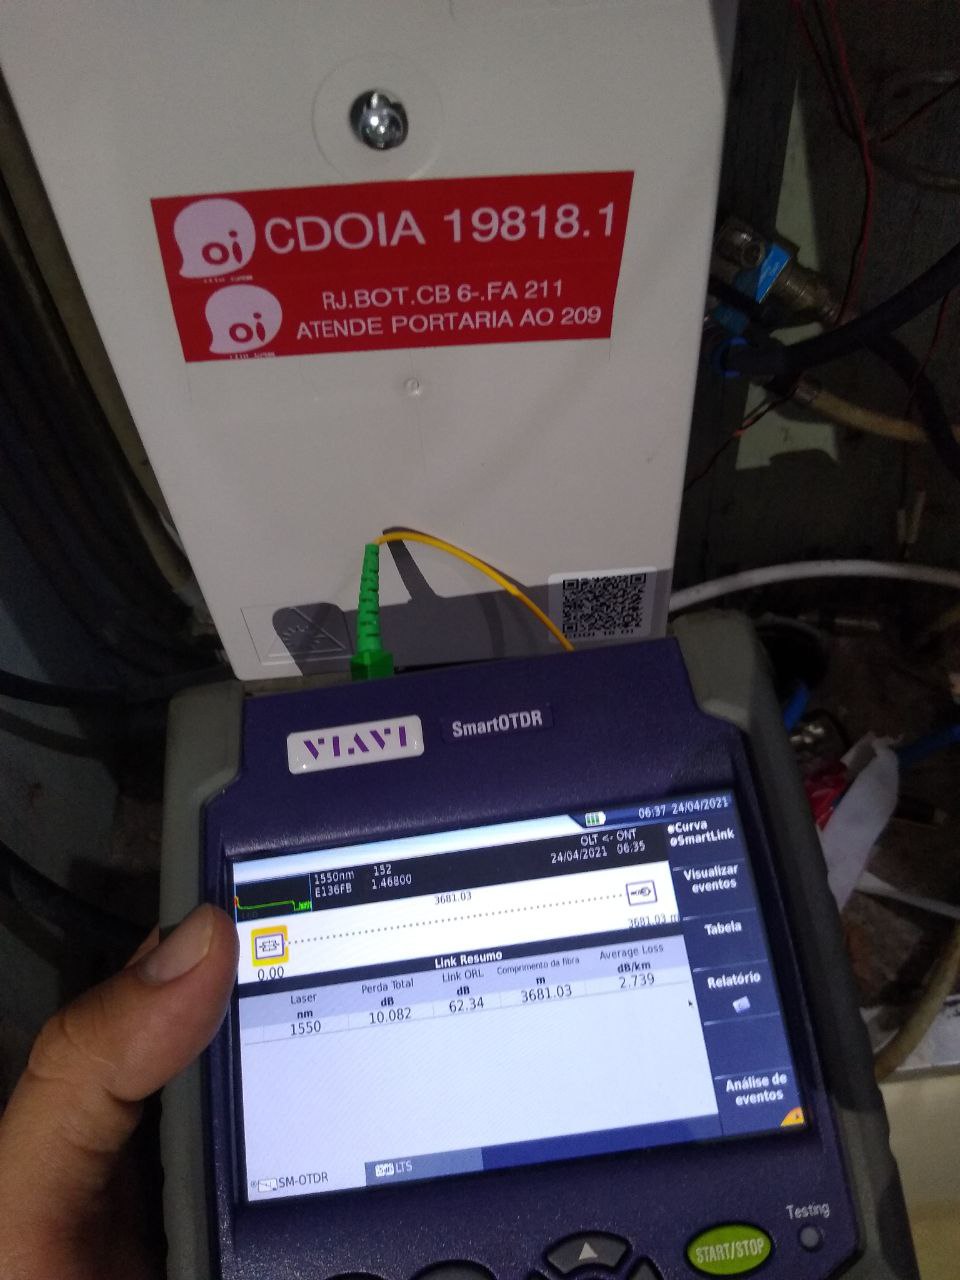 oi CDOIA 19818.1
oi RJ.BOT.CB 6-.FA 211
ATENDE PORTARIA AO 209
VIAVI SmartOTDR
06:37 24/04/2021
1550nm 152
E136FB 1.46800
OLT <- ONT
24/04/2021 06:35
Curva
SmartLink
3681.03
3681.03 m
0.00
Link Resumo
Laser Perda Total Link ORL Comprimento da fibra Average Loss
nm dB dB m dB/km
1550 10.082 62.34 3681.03 2.739
Visualizar
eventos
Tabela
Relatório
Análise de
eventos
SM-OTDR
LTS
Testing
START/STOP